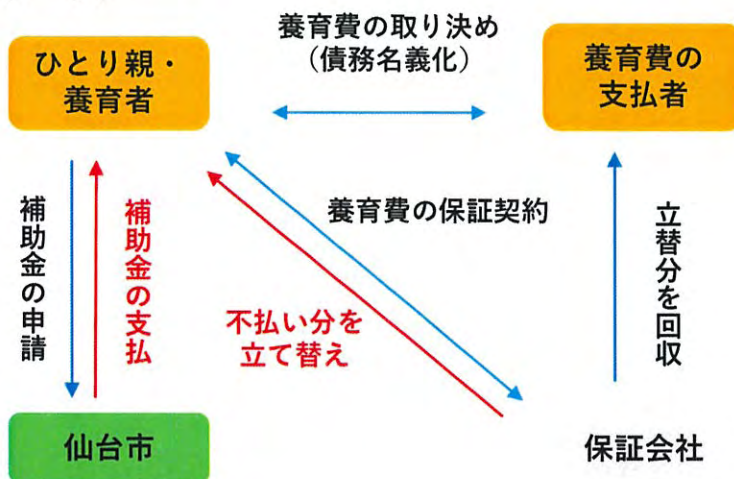 養育費の取り決め
（債務名義化）
ひとり親・
養育者
養育費の
支払者
補助金の申請
補助金の支払
養育費の保証契約
不払い分を
立て替え
立替分を回収
仙台市
保証会社